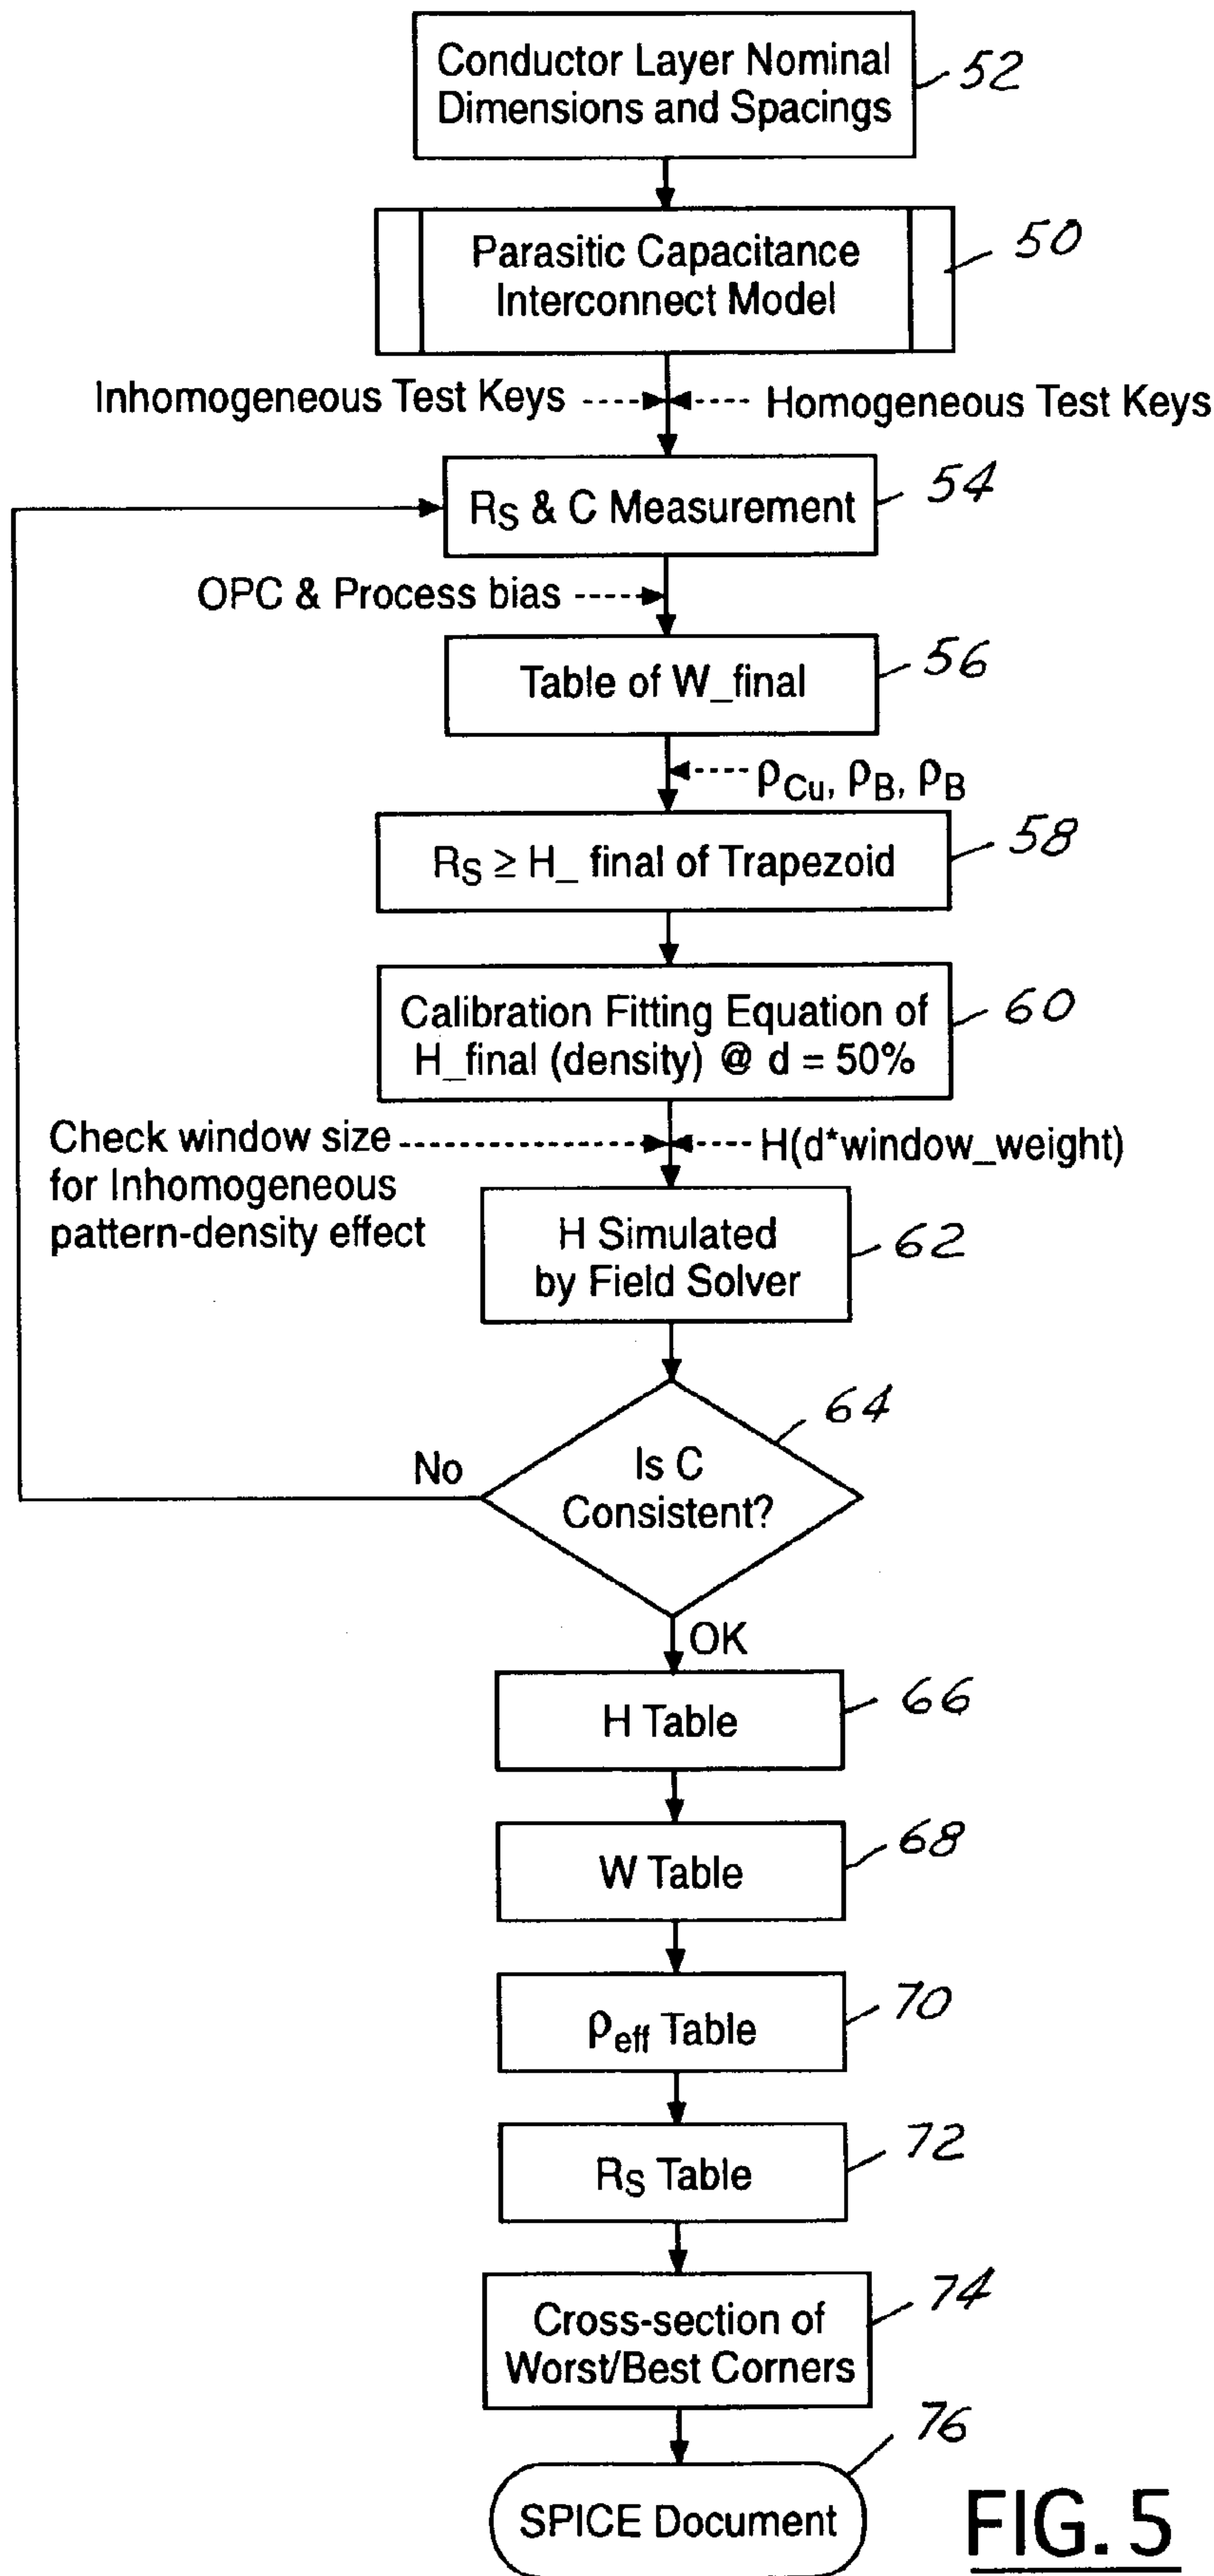 Conductor Layer Nominal
Dimensions and Spacings
52
Parasitic Capacitance
Interconnect Model
50
Inhomogeneous Test Keys
Homogeneous Test Keys
RS & C Measurement
54
OPC & Process bias
Table of W_final
56
ρCu, ρB, ρB
RS ≥ H_ final of Trapezoid
58
Calibration Fitting Equation of
H_final (density) @ d = 50%
60
Check window size
for Inhomogeneous
pattern-density effect
H(d*window_weight)
H Simulated
by Field Solver
62
Is C
Consistent?
64
No
OK
H Table
66
W Table
68
ρeff Table
70
RS Table
72
Cross-section of
Worst/Best Corners
74
SPICE Document
76
FIG. 5